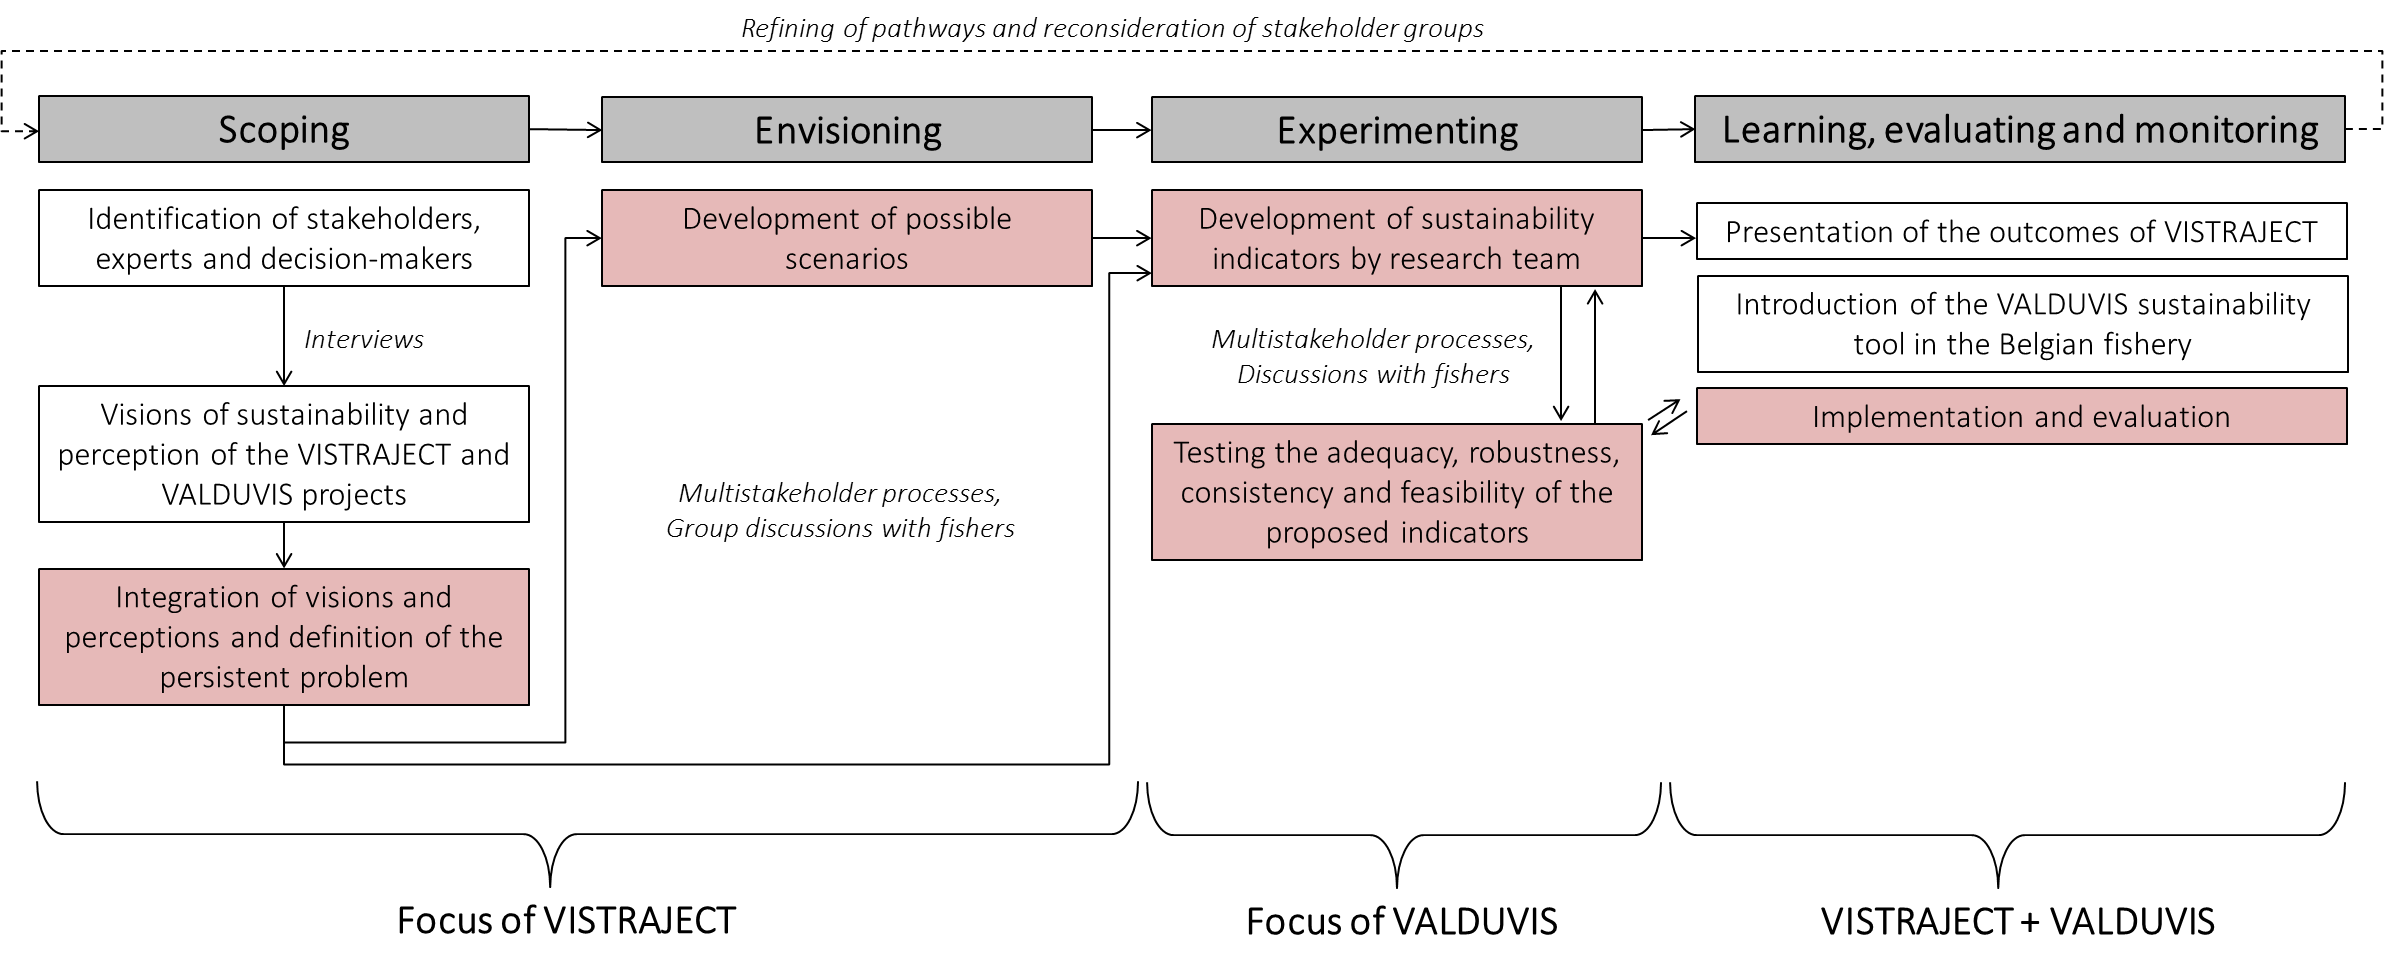 Refining of pathways and reconsideration of stakeholder groups
Scoping
Envisioning
Experimenting
Learning, evaluating and monitoring
Identification of stakeholders,
experts and decision-makers
Interviews
Visions of sustainability and
perception of the VISTRAJECT and
VALDUVIS projects
Integration of visions and
perceptions and definition of the
persistent problem
Development of possible
scenarios
Multistakeholder processes,
Group discussions with fishers
Development of sustainability
indicators by research team
Multistakeholder processes,
Discussions with fishers
Testing the adequacy, robustness,
consistency and feasibility of the
proposed indicators
Presentation of the outcomes of VISTRAJECT
Introduction of the VALDUVIS sustainability
tool in the Belgian fishery
Implementation and evaluation
Focus of VISTRAJECT
Focus of VALDUVIS
VISTRAJECT + VALDUVIS